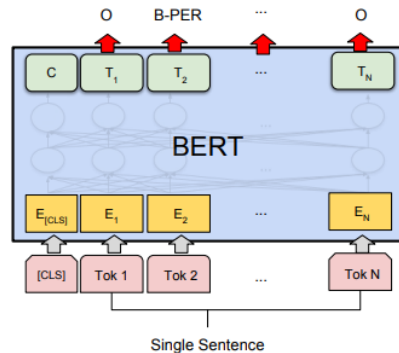 O B-PER ... O
C T1 T2 ... TN
...
BERT
...
E[CLS] E1 E2 ... EN
[CLS] Tok 1 Tok 2 ... Tok N
Single Sentence